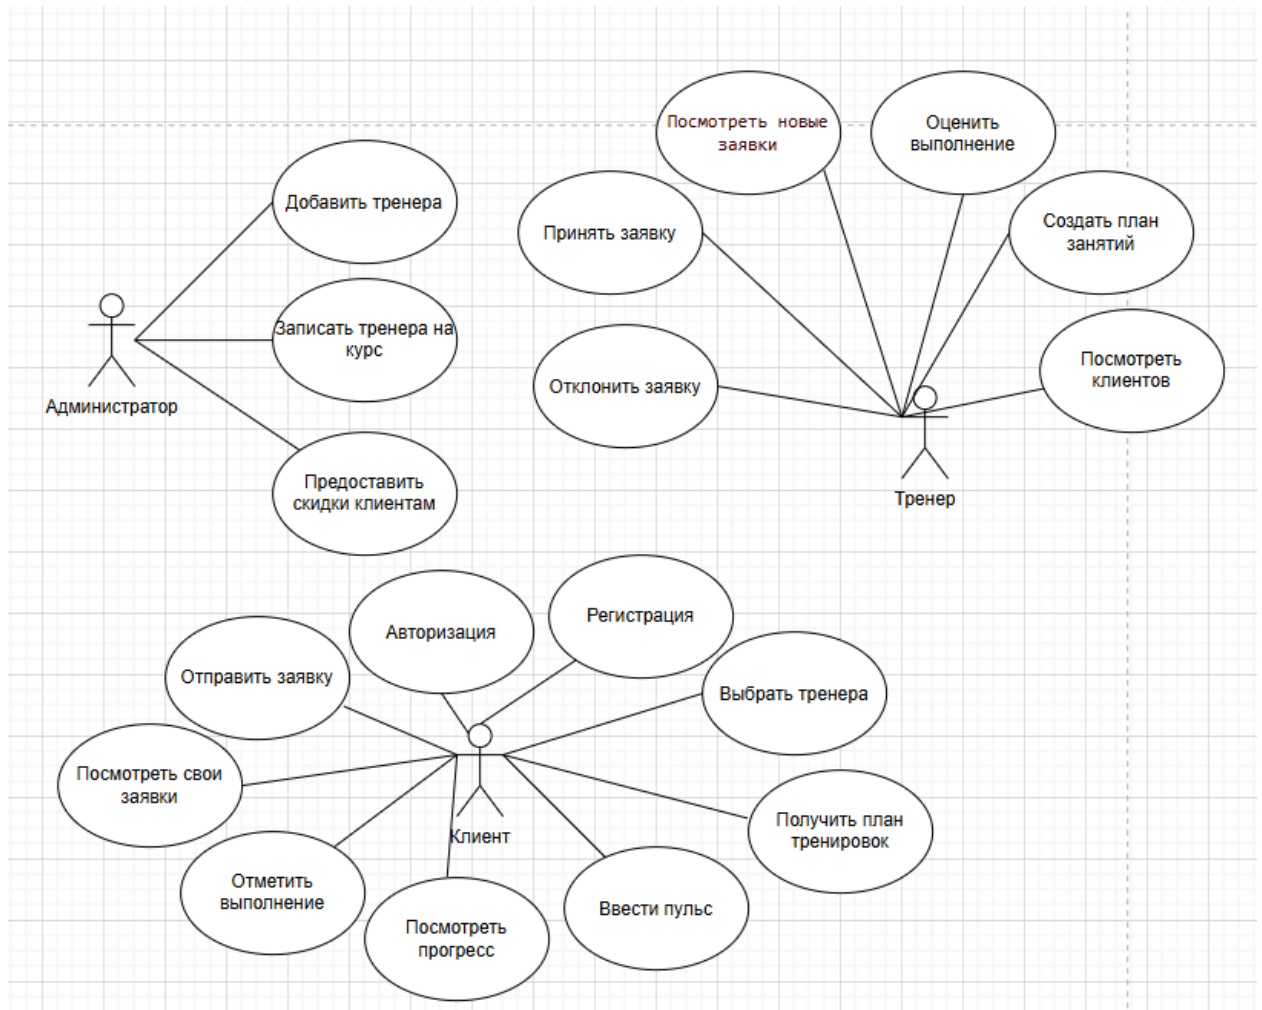 Посмотреть новые
заявки
Оценить
выполнение
Добавить тренера
Принять заявку
Создать план
занятий
Записать тренера на
курс
Отклонить заявку
Посмотреть
клиентов
Администратор
Предоставить
скидки клиентам
Тренер
Авторизация
Регистрация
Отправить заявку
Выбрать тренера
Посмотреть свои
заявки
Получить план
тренировок
Клиент
Отметить
выполнение
Ввести пульс
Посмотреть
прогресс